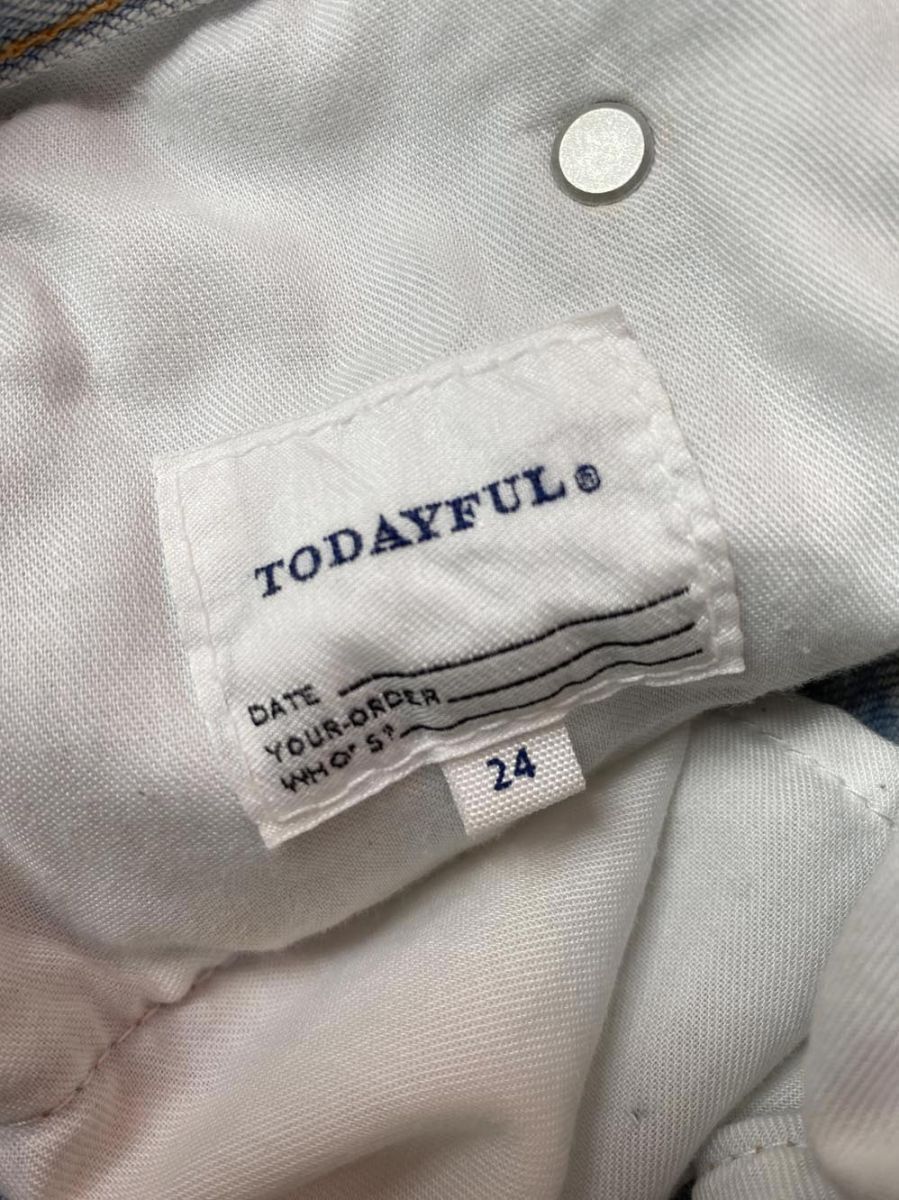 TODAYFUL®
DATE
YOUR-ORDER
WHO'S?
24